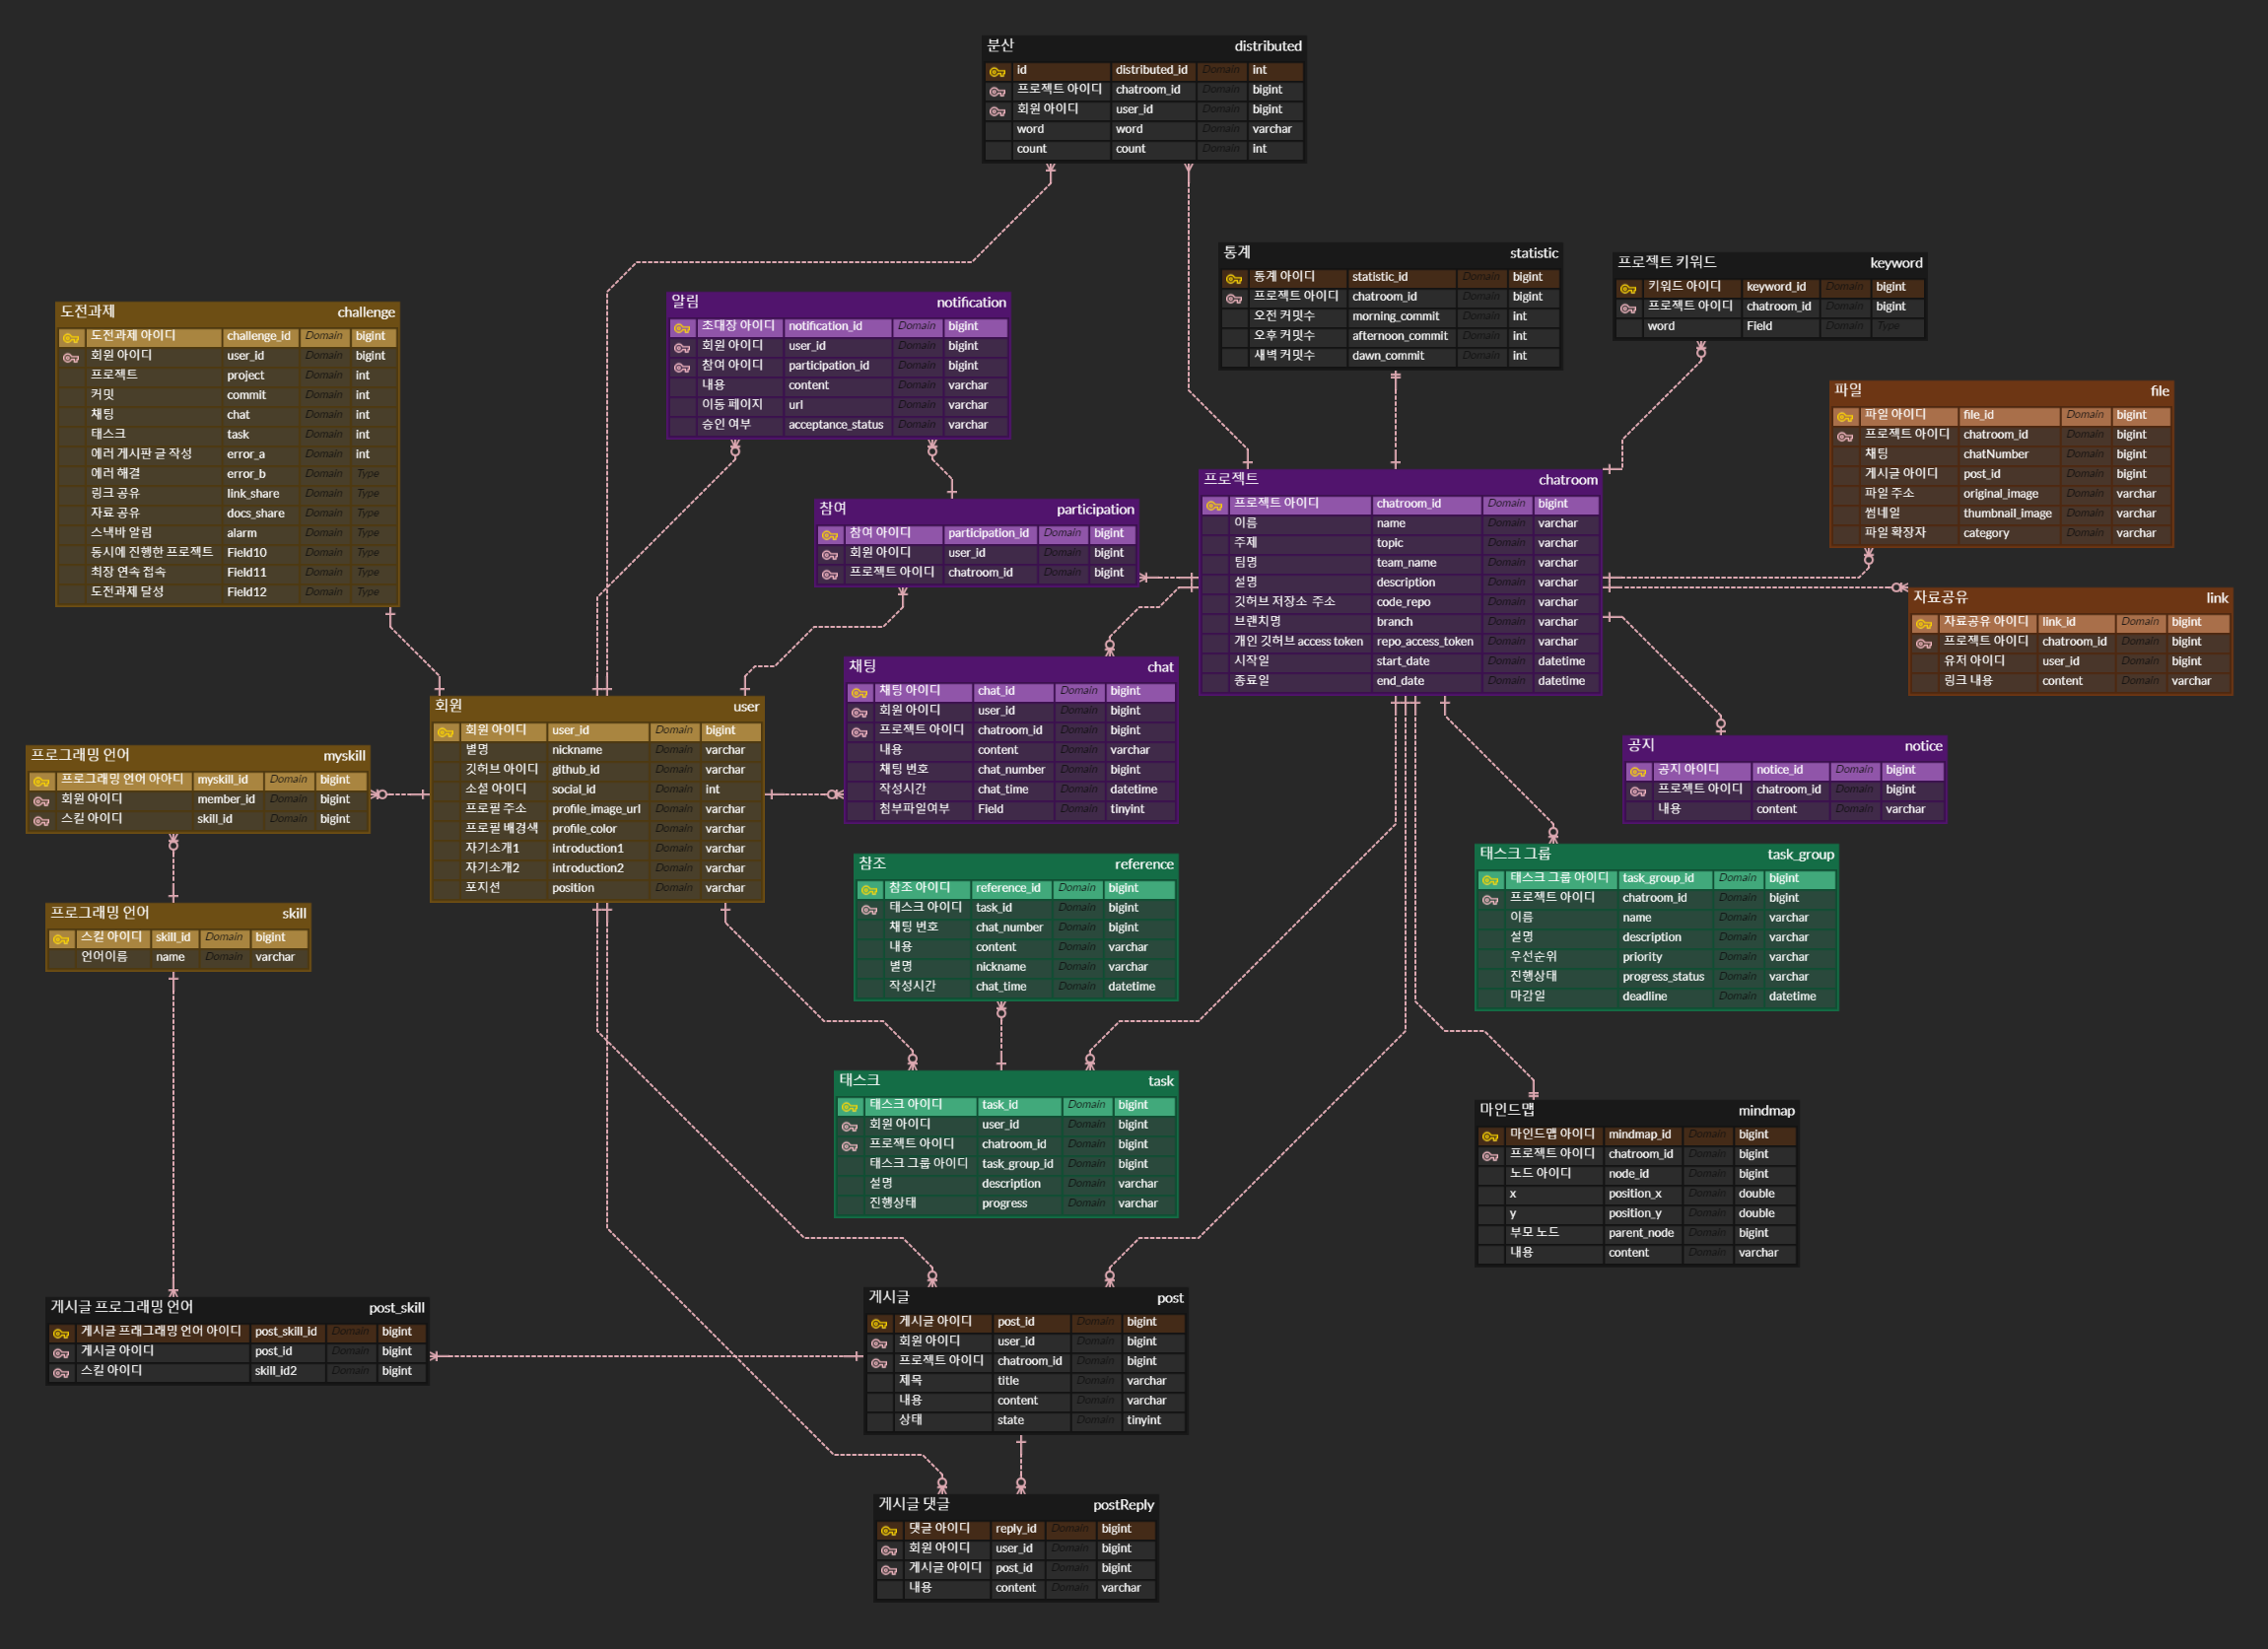 분산 distributed
id distributed_id Domain int
프로젝트 아이디 chatroom_id Domain bigint
회원 아이디 user_id Domain bigint
word word Domain varchar
count count Domain int
통계 statistic
통계 아이디 statistic_id Domain bigint
프로젝트 아이디 chatroom_id Domain bigint
오전 커밋수 morning_commit Domain int
오후 커밋수 afternoon_commit Domain int
새벽 커밋수 dawn_commit Domain int
프로젝트 키워드 keyword
키워드 아이디 keyword_id Domain bigint
프로젝트 아이디 chatroom_id Domain bigint
word Field Domain Type
도전과제 challenge
도전과제 아이디 challenge_id Domain bigint
회원 아이디 user_id Domain bigint
프로젝트 project Domain int
커밋 commit Domain int
채팅 chat Domain int
태스크 task Domain int
에러 게시판 글 작성 error_a Domain int
에러 해결 error_b Domain Type
링크 공유 link_share Domain Type
자료 공유 docs_share Domain Type
스낵바 알림 alarm Domain Type
동시에 진행한 프로젝트 Field10 Domain Type
최장 연속 접속 Field11 Domain Type
도전과제 달성 Field12 Domain Type
알림 notification
초대장 아이디 notification_id Domain bigint
회원 아이디 user_id Domain bigint
참여 아이디 participation_id Domain bigint
내용 content Domain varchar
이동 페이지 url Domain varchar
승인 여부 acceptance_status Domain varchar
파일 file
파일 아이디 file_id Domain bigint
프로젝트 아이디 chatroom_id Domain bigint
채팅 chatNumber Domain bigint
게시글 아이디 post_id Domain bigint
파일 주소 original_image Domain varchar
썸네일 thumbnail_image Domain varchar
파일 확장자 category Domain varchar
프로젝트 chatroom
프로젝트 아이디 chatroom_id Domain bigint
이름 name Domain varchar
주제 topic Domain varchar
팀명 team_name Domain varchar
설명 description Domain varchar
깃허브 저장소 주소 code_repo Domain varchar
브랜치명 branch Domain varchar
개인 깃허브 access token repo_access_token Domain varchar
시작일 start_date Domain datetime
종료일 end_date Domain datetime
참여 participation
참여 아이디 participation_id Domain bigint
회원 아이디 user_id Domain bigint
프로젝트 아이디 chatroom_id Domain bigint
자료공유 link
자료공유 아이디 link_id Domain bigint
프로젝트 아이디 chatroom_id Domain bigint
유저 아이디 user_id Domain bigint
링크 내용 content Domain varchar
채팅 chat
채팅 아이디 chat_id Domain bigint
회원 아이디 user_id Domain bigint
프로젝트 아이디 chatroom_id Domain bigint
내용 content Domain varchar
채팅 번호 chat_number Domain bigint
작성시간 chat_time Domain datetime
첨부파일여부 Field Domain tinyint
회원 user
회원 아이디 user_id Domain bigint
별명 nickname Domain varchar
깃허브 아이디 github_id Domain varchar
소셜 아이디 social_id Domain int
프로필 주소 profile_image_url Domain varchar
프로필 배경색 profile_color Domain varchar
자기소개1 introduction1 Domain varchar
자기소개2 introduction2 Domain varchar
포지션 position Domain varchar
프로그래밍 언어 myskill
프로그래밍 언어 아아디 myskill_id Domain bigint
회원 아이디 member_id Domain bigint
스킬 아이디 skill_id Domain bigint
공지 notice
공지 아이디 notice_id Domain bigint
프로젝트 아이디 chatroom_id Domain bigint
내용 content Domain varchar
프로그래밍 언어 skill
스킬 아이디 skill_id Domain bigint
언어이름 name Domain varchar
참조 reference
참조 아이디 reference_id Domain bigint
태스크 아이디 task_id Domain bigint
채팅 번호 chat_number Domain bigint
내용 content Domain varchar
별명 nickname Domain varchar
작성시간 chat_time Domain datetime
태스크 그룹 task_group
태스크 그룹 아이디 task_group_id Domain bigint
프로젝트 아이디 chatroom_id Domain bigint
이름 name Domain varchar
설명 description Domain varchar
우선순위 priority Domain varchar
진행상태 progress_status Domain varchar
마감일 deadline Domain datetime
태스크 task
태스크 아이디 task_id Domain bigint
회원 아이디 user_id Domain bigint
프로젝트 아이디 chatroom_id Domain bigint
태스크 그룹 아이디 task_group_id Domain bigint
설명 description Domain varchar
진행상태 progress Domain varchar
마인드맵 mindmap
마인드맵 아이디 mindmap_id Domain bigint
프로젝트 아이디 chatroom_id Domain bigint
노드 아이디 node_id Domain bigint
x position_x Domain double
y position_y Domain double
부모 노드 parent_node Domain bigint
내용 content Domain varchar
게시글 프로그래밍 언어 post_skill
게시글 프래그래밍 언어 아이디 post_skill_id Domain bigint
게시글 아이디 post_id Domain bigint
스킬 아이디 skill_id2 Domain bigint
게시글 post
게시글 아이디 post_id Domain bigint
회원 아이디 user_id Domain bigint
프로젝트 아이디 chatroom_id Domain bigint
제목 title Domain varchar
내용 content Domain varchar
상태 state Domain tinyint
게시글 댓글 postReply
댓글 아이디 reply_id Domain bigint
회원 아이디 user_id Domain bigint
게시글 아이디 post_id Domain bigint
내용 content Domain varchar